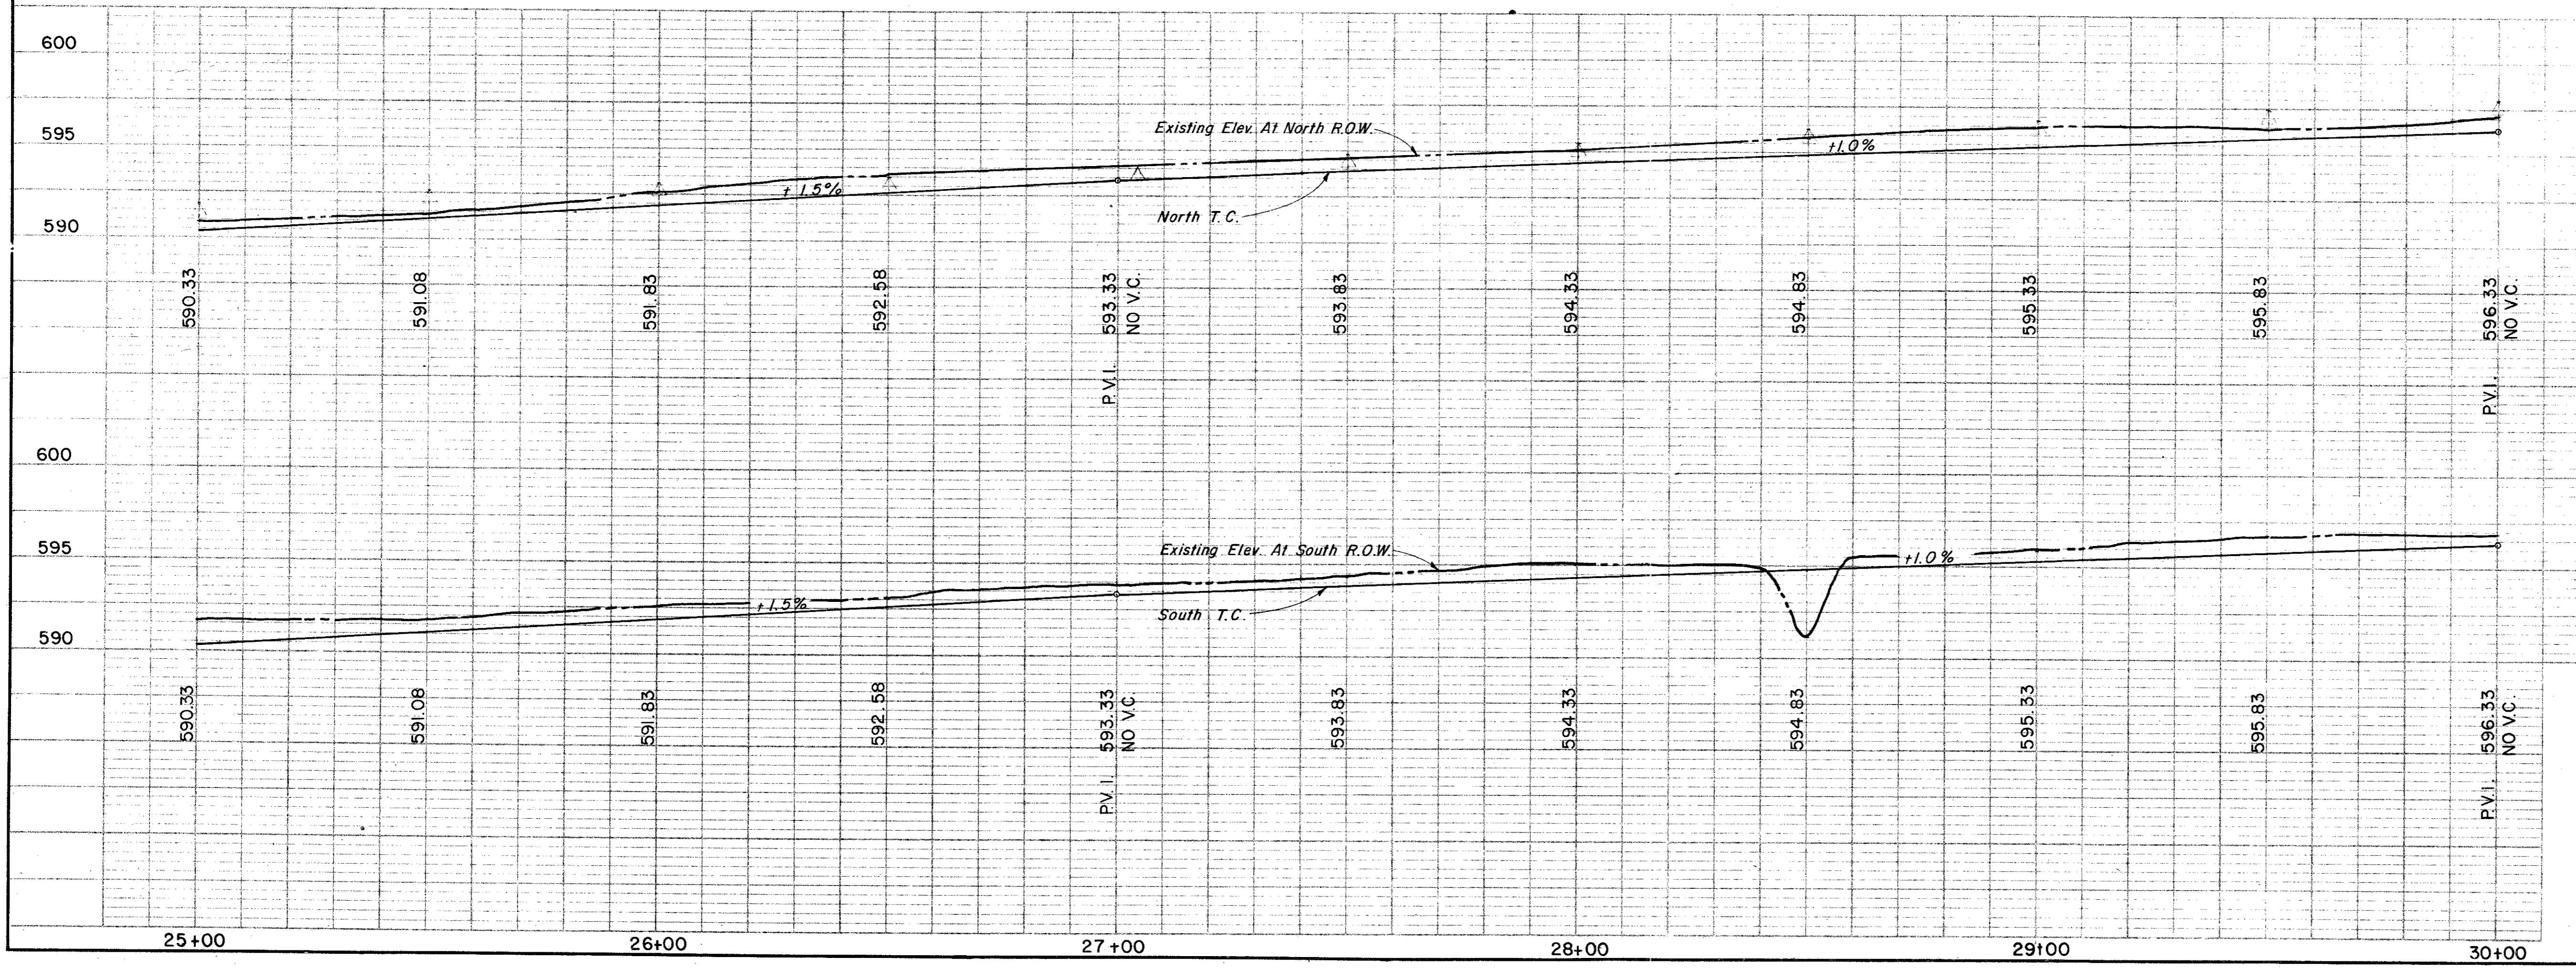 600
595
590
Existing Elev. At North R.O.W.
+ 1.5%
+1.0%
North T.C.
590.33
591.08
591.83
592.58
P.V.I. 593.33
NO V.C.
593.83
594.33
594.83
595.33
595.83
P.V.I. 596.33
NO V.C.
600
595
590
Existing Elev. At South R.O.W.
+1.5%
+1.0%
South T.C.
590.33
591.08
591.83
592.58
P.V.I. 593.33
NO V.C.
593.83
594.33
594.83
595.33
595.83
P.V.I. 596.33
NO V.C.
25+00 26+00 27+00 28+00 29+00 30+00